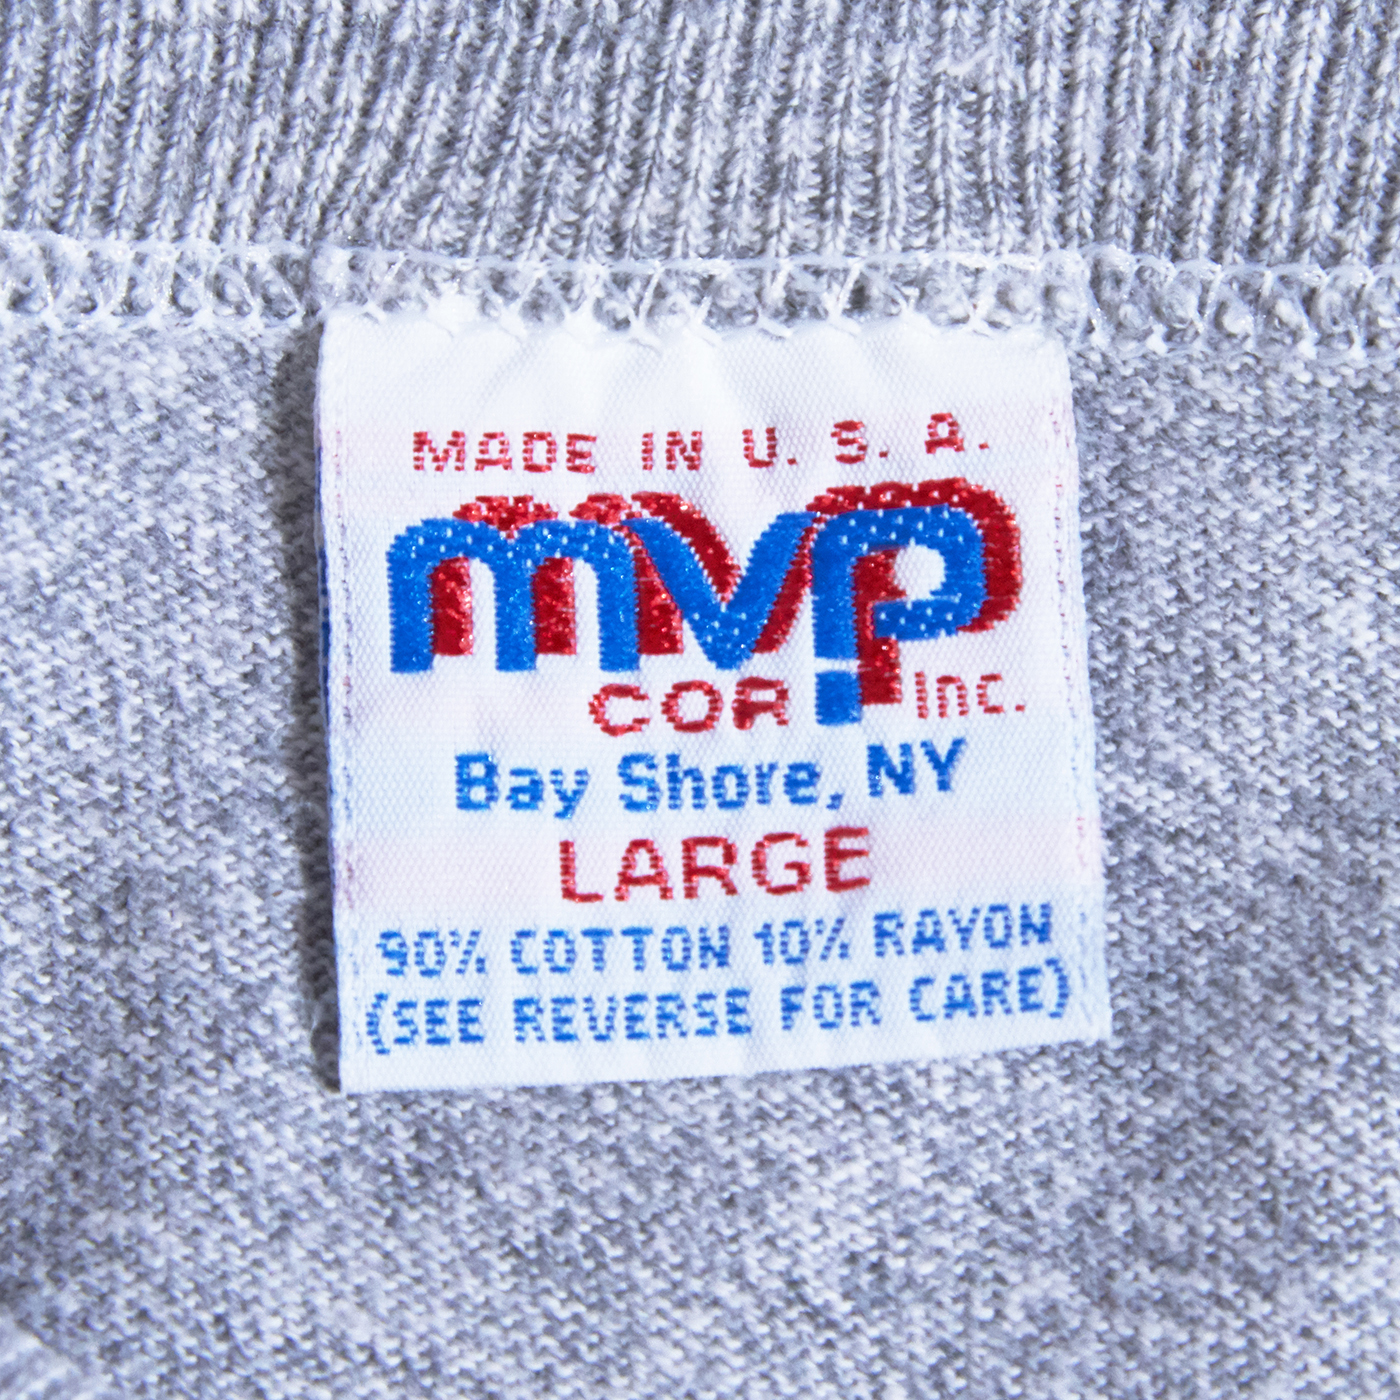 MADE IN U. S. A.
mvp
COR Inc.
Bay Shore, NY
LARGE
90% COTTON 10% RAYON
(SEE REVERSE FOR CARE)